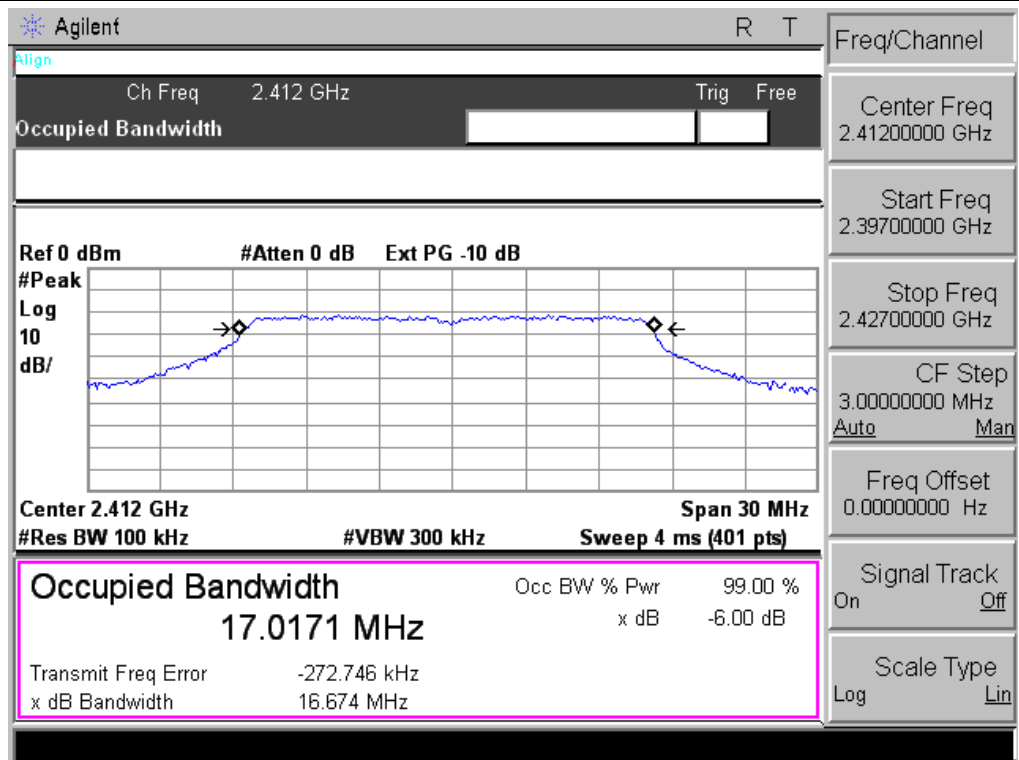 Agilent R T
Align
Ch Freq 2.412 GHz Trig Free
Occupied Bandwidth
Ref 0 dBm #Atten 0 dB Ext PG -10 dB
#Peak
Log
10
dB/
Center 2.412 GHz Span 30 MHz
#Res BW 100 kHz #VBW 300 kHz Sweep 4 ms (401 pts)
Occupied Bandwidth Occ BW % Pwr 99.00 %
17.0171 MHz x dB -6.00 dB
Transmit Freq Error -272.746 kHz
x dB Bandwidth 16.674 MHz
Freq/Channel
Center Freq
2.41200000 GHz
Start Freq
2.39700000 GHz
Stop Freq
2.42700000 GHz
CF Step
3.00000000 MHz
Auto Man
Freq Offset
0.00000000 Hz
Signal Track
On Off
Scale Type
Log Lin